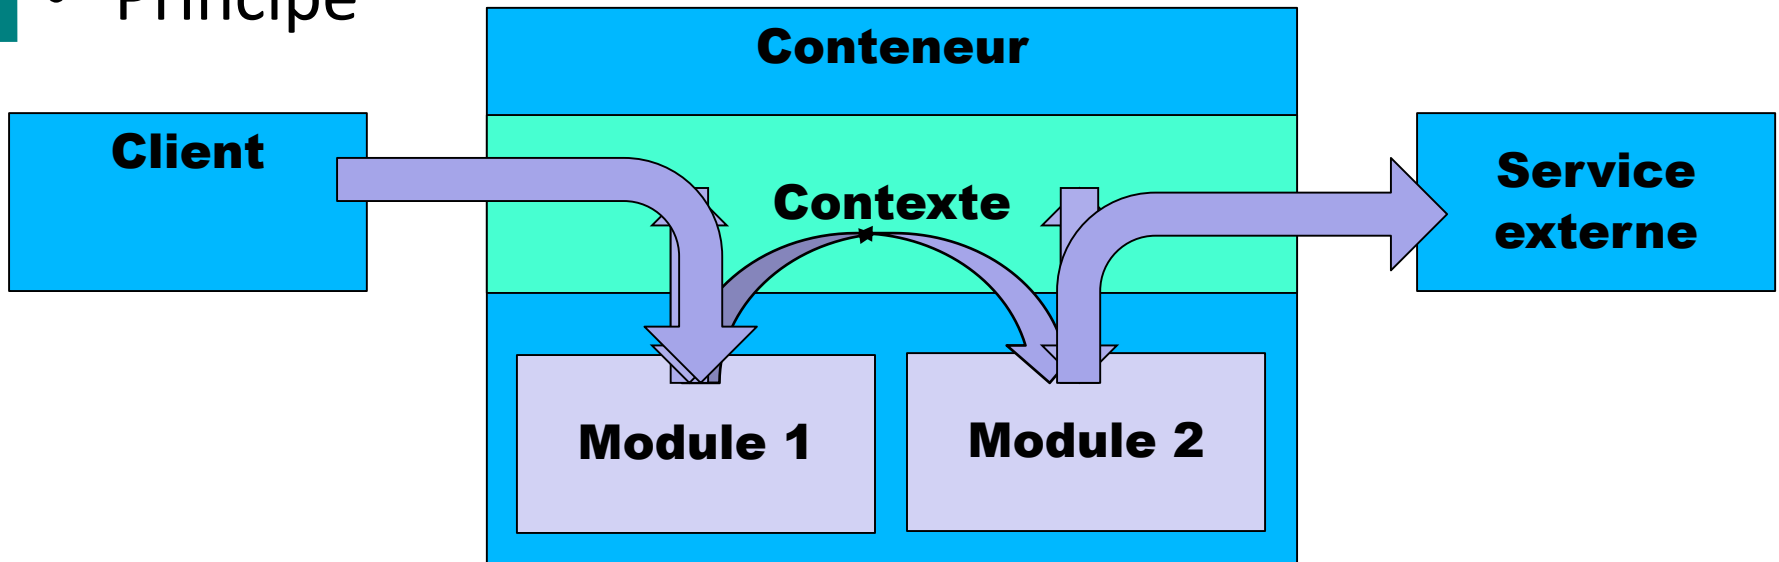 • Principe
Conteneur
Client
Contexte
Service
externe
Module 1
Module 2